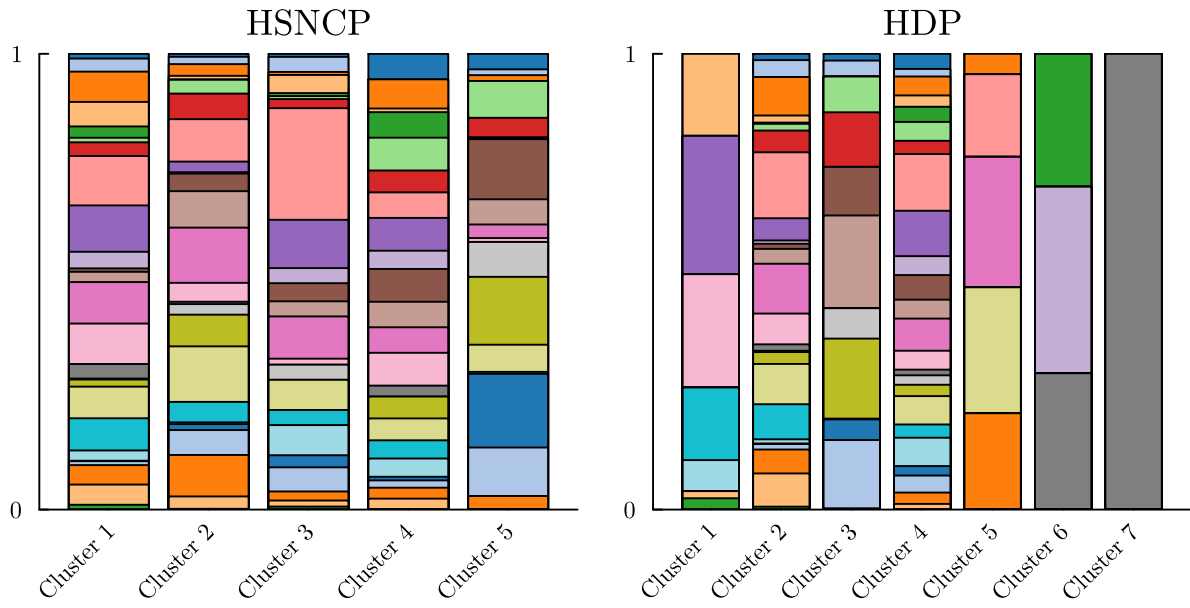 HSNCP
1
0
Cluster 1
Cluster 2
Cluster 3
Cluster 4
Cluster 5
HDP
1
0
Cluster 1
Cluster 2
Cluster 3
Cluster 4
Cluster 5
Cluster 6
Cluster 7